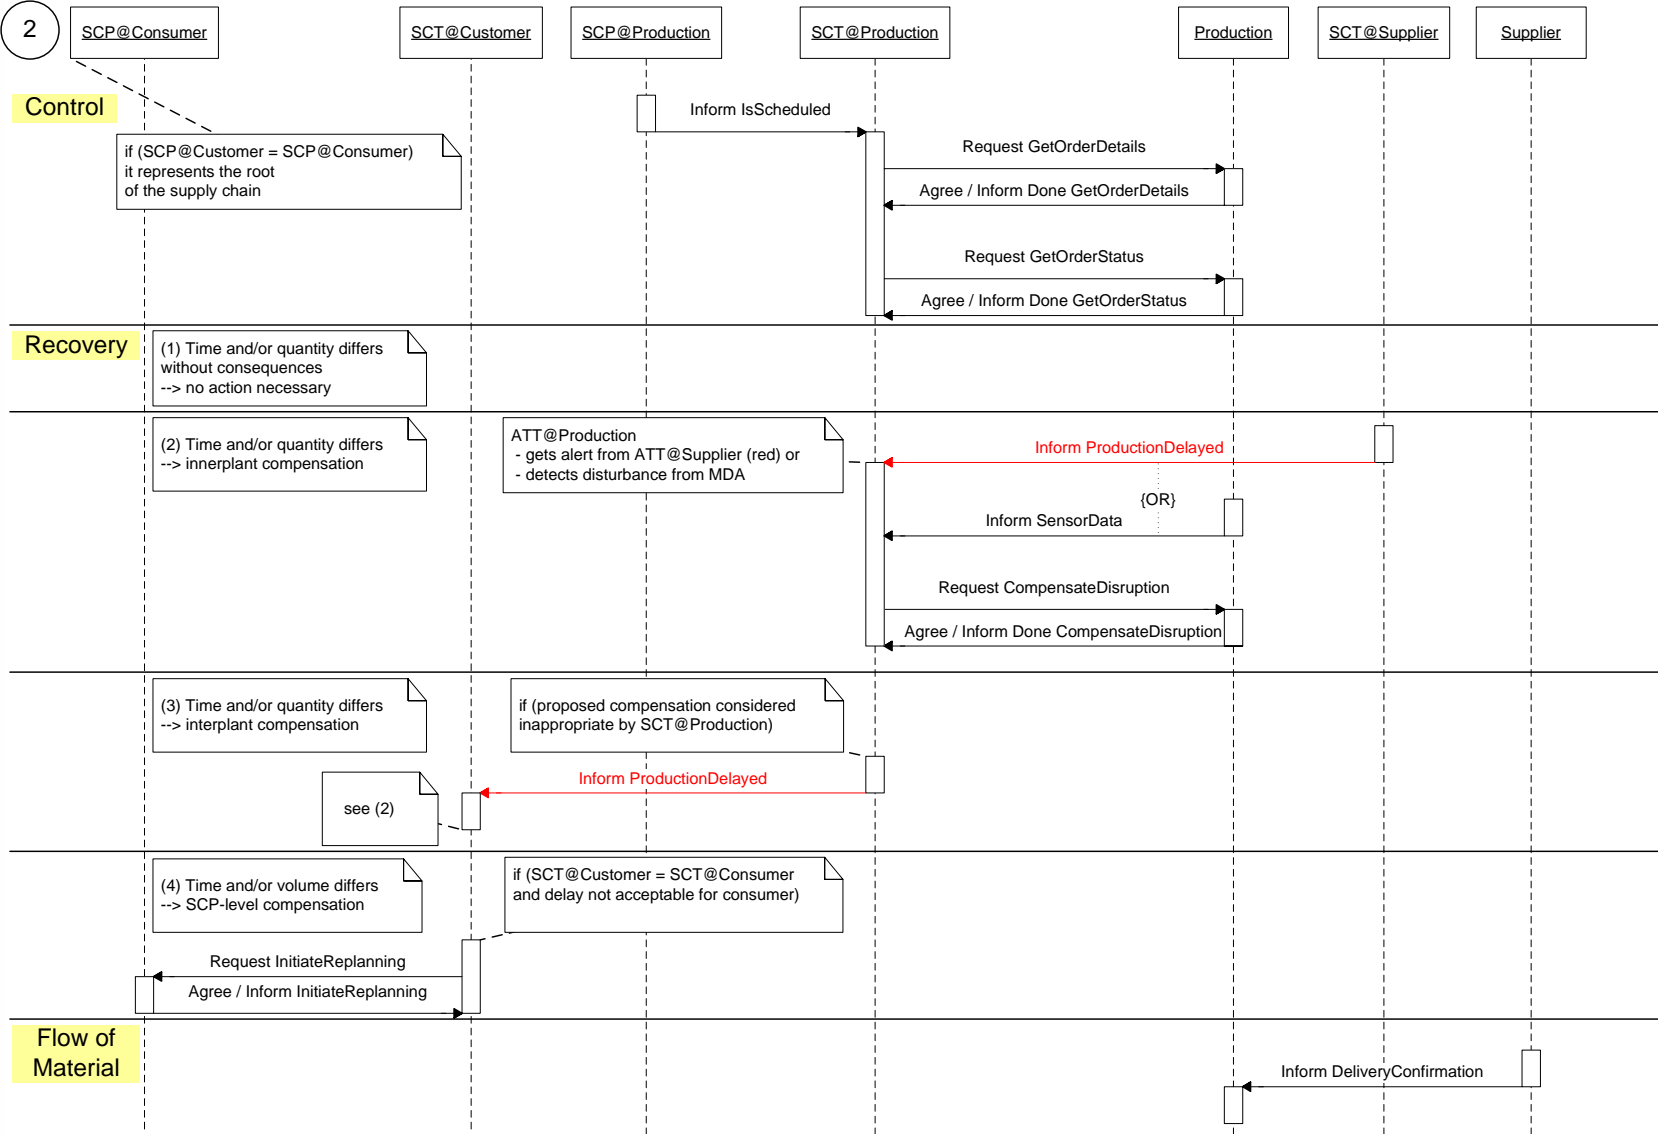 2
SCP@Consumer
SCT@Customer
SCP@Production
SCT@Production
Production
SCT@Supplier
Supplier
Control
Inform IsScheduled
if (SCP@Customer = SCP@Consumer)
it represents the root
of the supply chain
Request GetOrderDetails
Agree / Inform Done GetOrderDetails
Request GetOrderStatus
Agree / Inform Done GetOrderStatus
Recovery
(1) Time and/or quantity differs
without consequences
--> no action necessary
(2) Time and/or quantity differs
--> innerplant compensation
ATT@Production
- gets alert from ATT@Supplier (red) or
- detects disturbance from MDA
Inform ProductionDelayed
{OR}
Inform SensorData
Request CompensateDisruption
Agree / Inform Done CompensateDisruption
(3) Time and/or quantity differs
--> interplant compensation
if (proposed compensation considered
inappropriate by SCT@Production)
Inform ProductionDelayed
see (2)
(4) Time and/or volume differs
--> SCP-level compensation
if (SCT@Customer = SCT@Consumer
and delay not acceptable for consumer)
Request InitiateReplanning
Agree / Inform InitiateReplanning
Flow of
Material
Inform DeliveryConfirmation